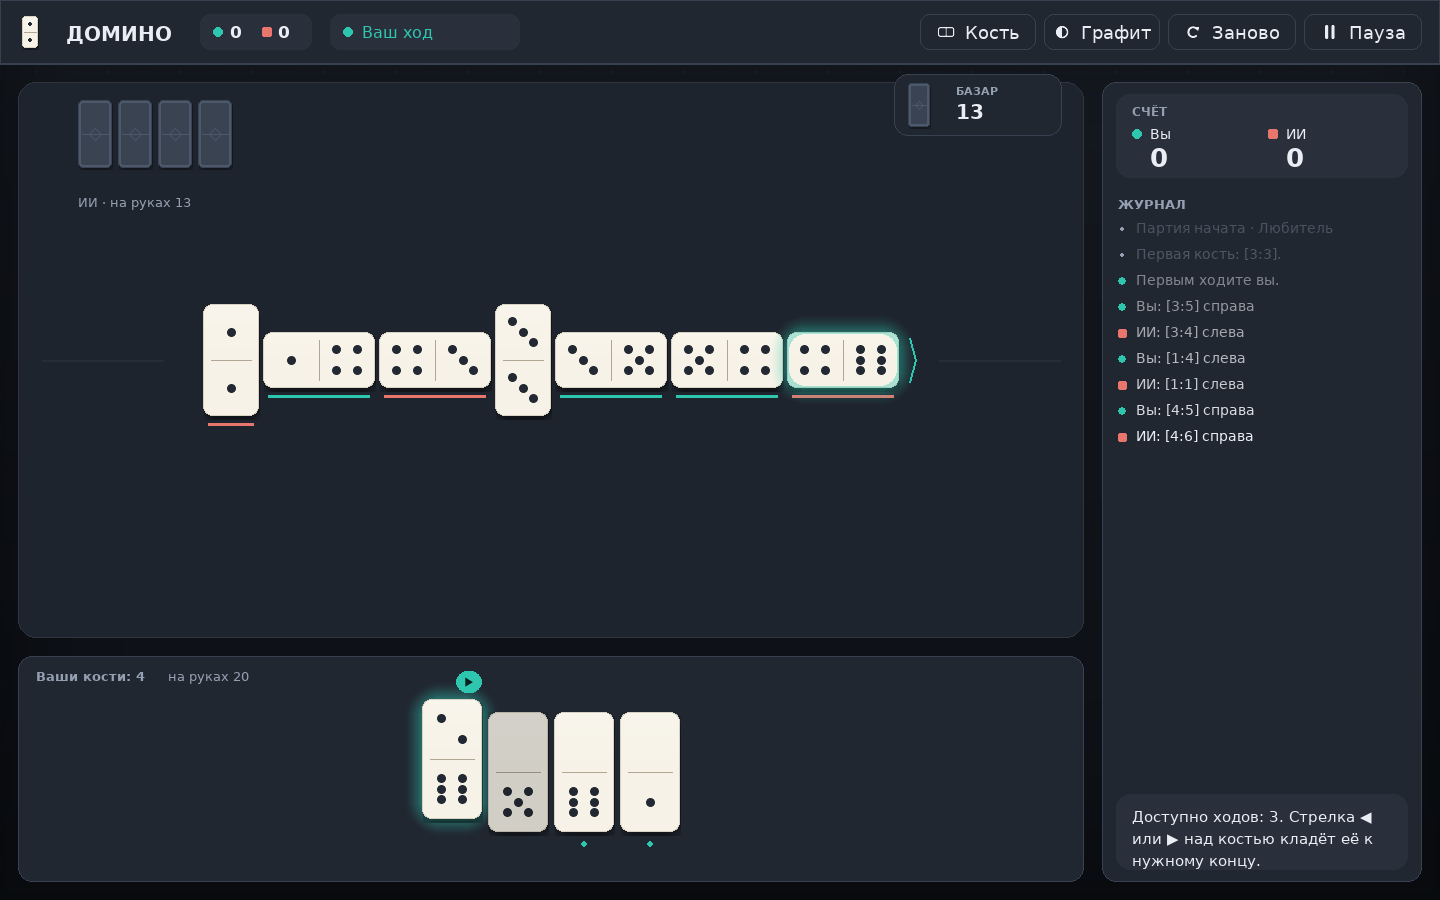 ДОМИНО
0
0
Ваш ход
Кость
Графит
Заново
Пауза
БАЗАР
13
ИИ · на руках 13
СЧЁТ
Вы
ИИ
0
0
ЖУРНАЛ
Партия начата · Любитель
Первая кость: [3:3].
Первым ходите вы.
Вы: [3:5] справа
ИИ: [3:4] слева
Вы: [1:4] слева
ИИ: [1:1] слева
Вы: [4:5] справа
ИИ: [4:6] справа
Ваши кости: 4
на руках 20
Доступно ходов: 3. Стрелка ◀
или ▶ над костью кладёт её к
нужному концу.